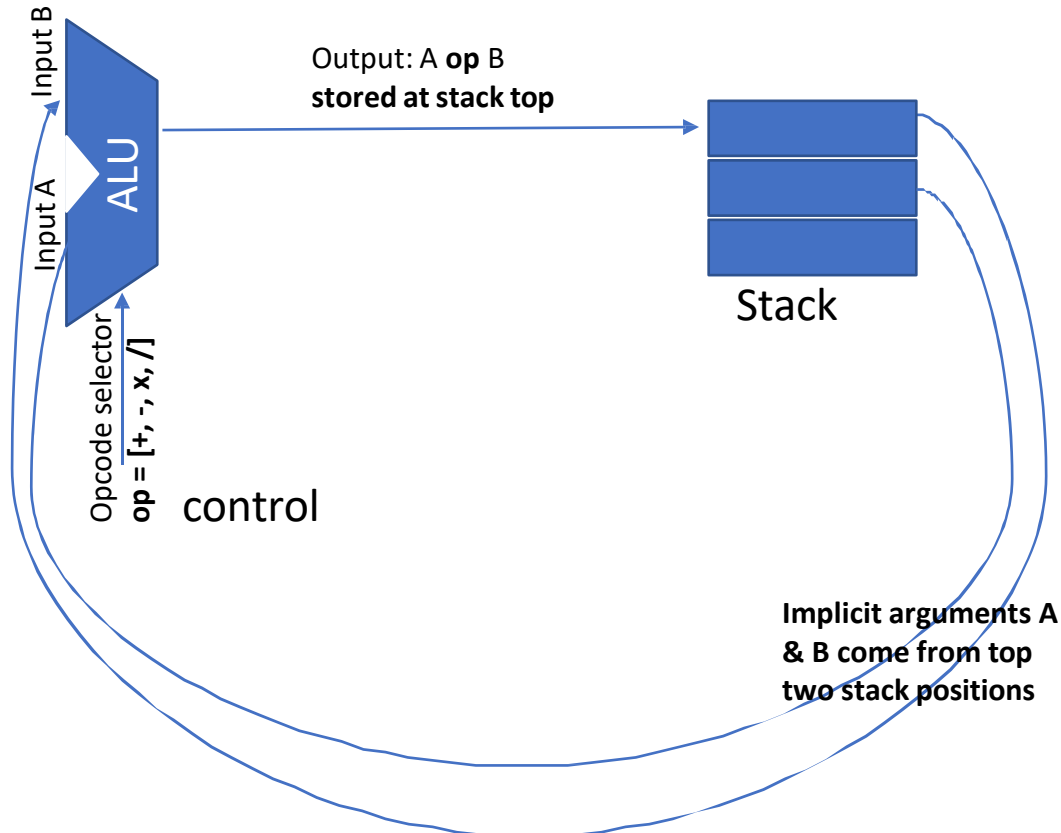 Input B
Input A
ALU
Output: A op B
stored at stack top
Stack
Opcode selector
op = [+, -, x, /]
control
Implicit arguments A
& B come from top
two stack positions